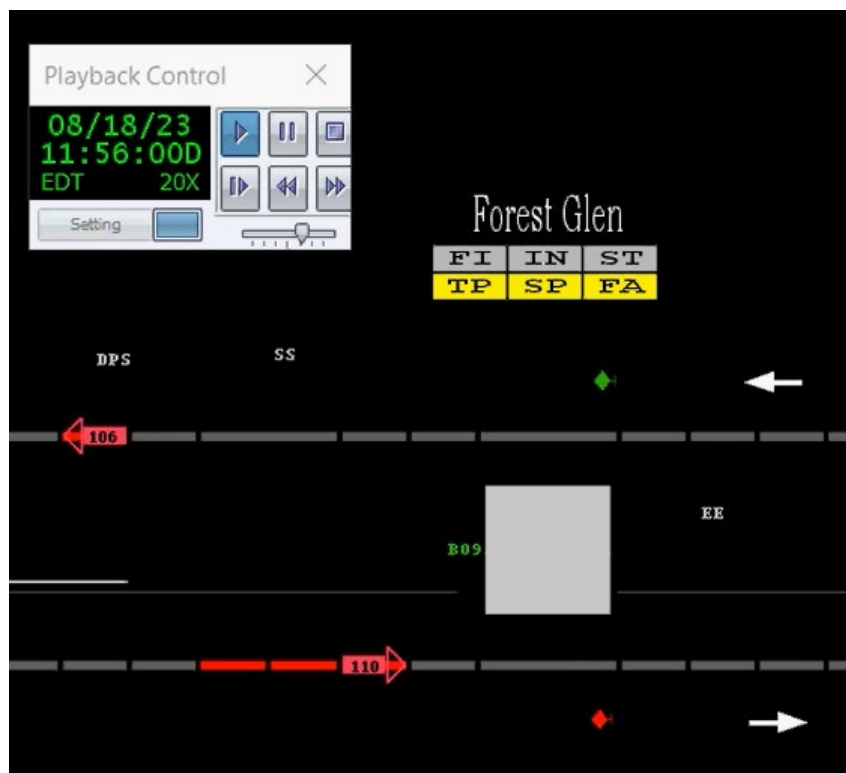 Playback Control
08/18/23
11:56:00D
EDT 20X
Setting
Forest Glen
FI IN ST
TP SP FA
DPS SS
106
EE
B09
110